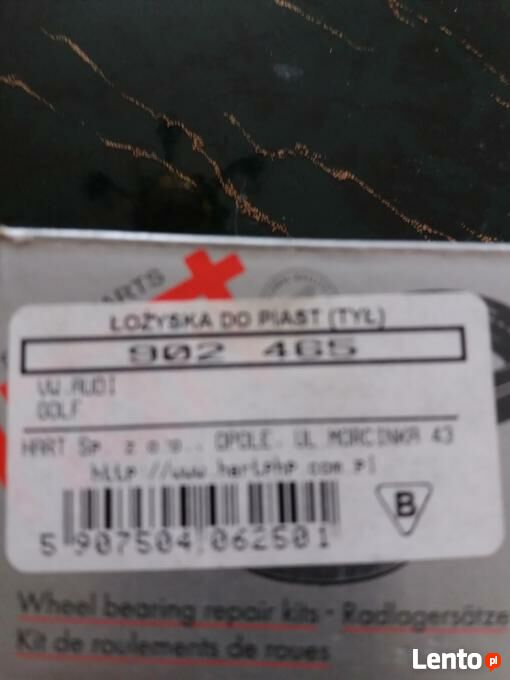 ARTS
ŁOŻYSKA DO PIAST (TYŁ)
902 465
VW.AUDI
GOLF
HART Sp. z o.o., OPOLE, UL MORCINKA 43
http://www.hartphp.com.pl
B
5 907504 062501
Wheel bearing repair kits - Radlagersätze
Kit de roulements de roues
Lento pl